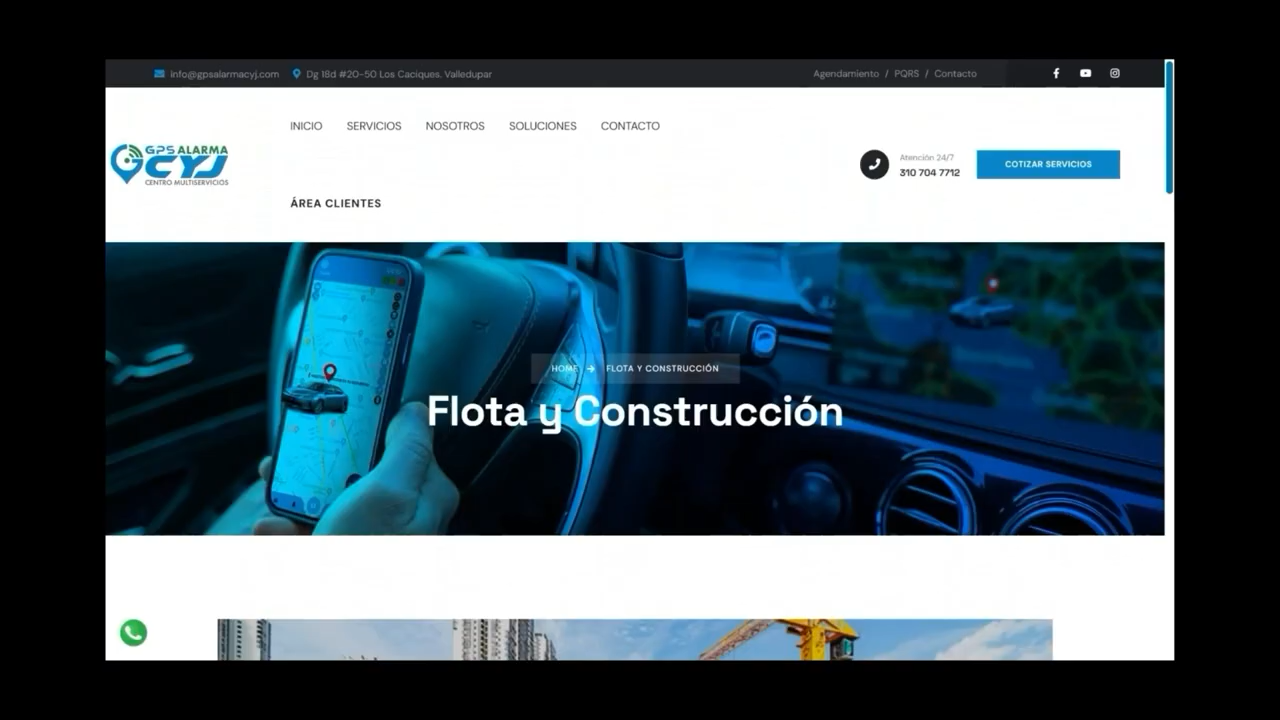 info@gpsalarmacyj.com
Dg 18d #20-50 Los Caciques. Valledupar
Agendamiento / PQRS / Contacto
INICIO SERVICIOS NOSOTROS SOLUCIONES CONTACTO
GPS ALARMA
CYJ
CENTRO MULTISERVICIOS
Atención 24/7
310 704 7712
COTIZAR SERVICIOS
ÁREA CLIENTES
HOME FLOTA Y CONSTRUCCIÓN
Flota y Construcción